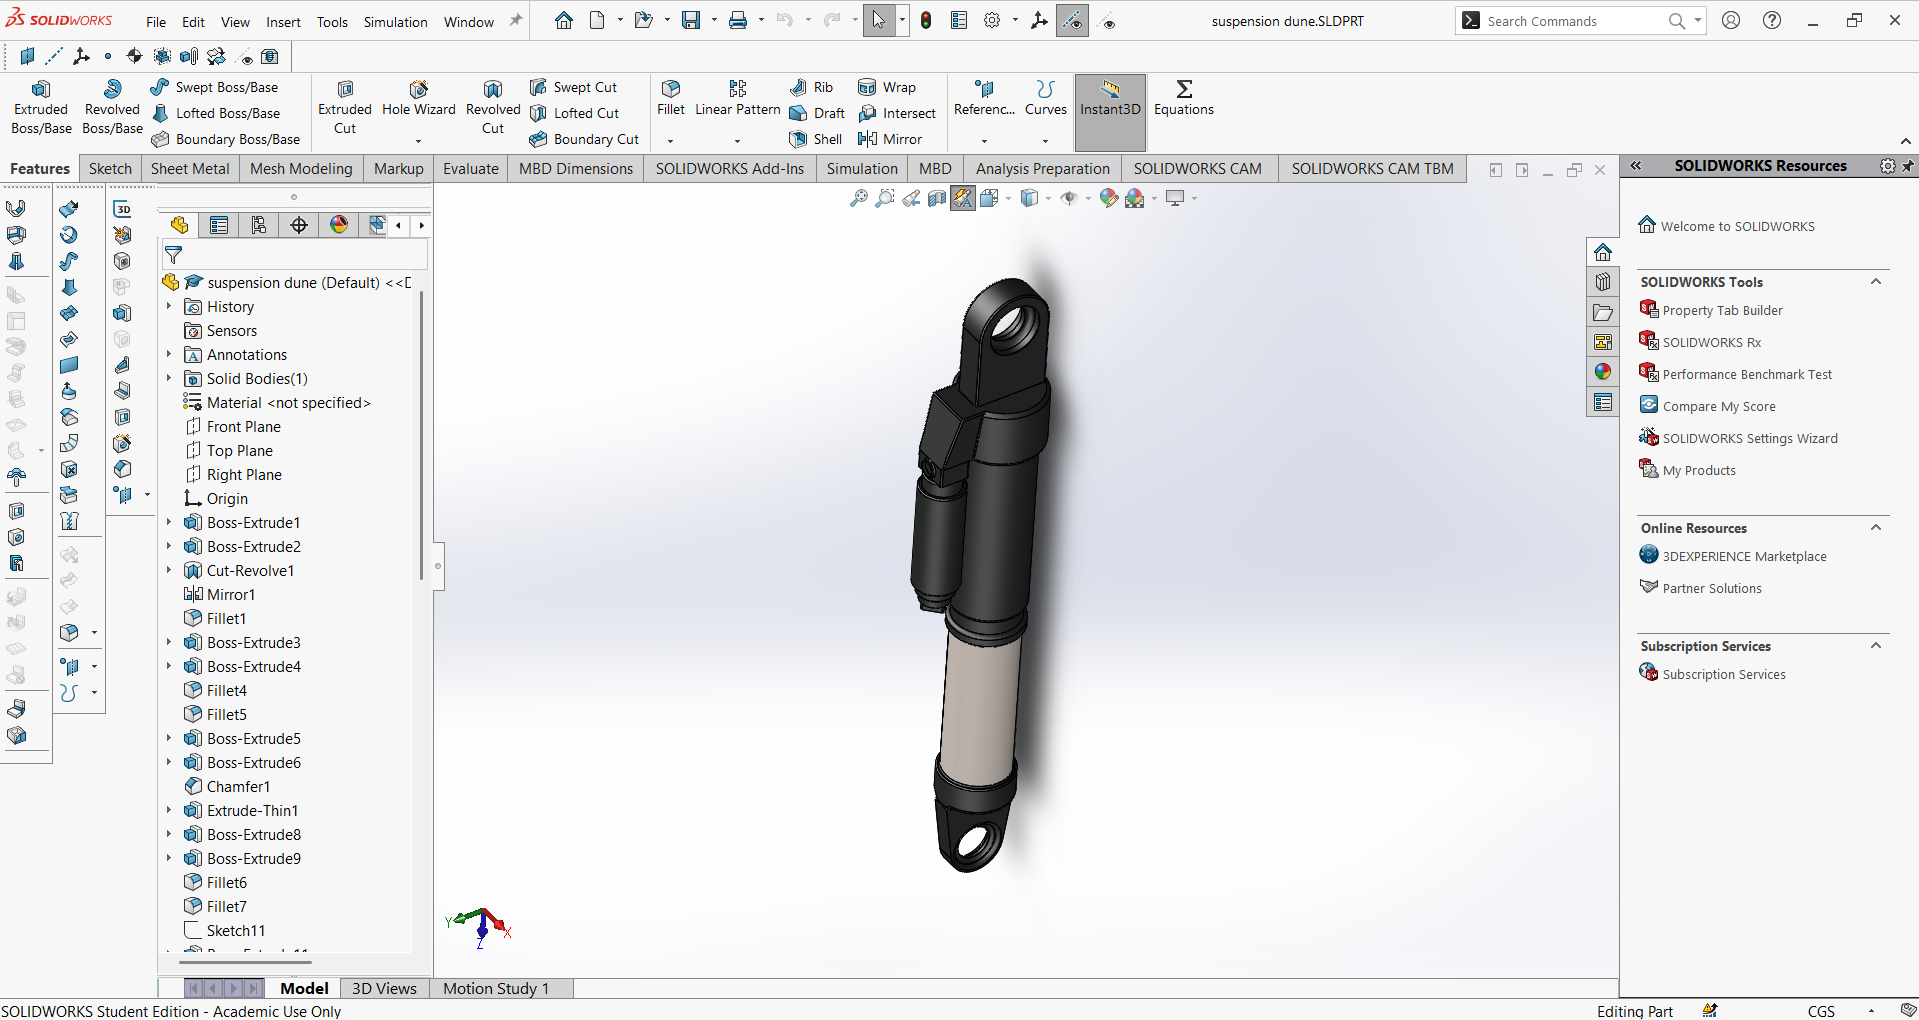 SOLIDWORKS File Edit View Insert Tools Simulation Window suspension dune.SLDPRT Search Commands
Extruded Boss/Base
Revolved Boss/Base
Swept Boss/Base
Lofted Boss/Base
Boundary Boss/Base
Extruded Cut
Hole Wizard
Revolved Cut
Swept Cut
Lofted Cut
Boundary Cut
Fillet
Linear Pattern
Rib
Draft
Shell
Wrap
Intersect
Mirror
Referenc...
Curves
Instant3D
Equations
Features Sketch Sheet Metal Mesh Modeling Markup Evaluate MBD Dimensions SOLIDWORKS Add-Ins Simulation MBD Analysis Preparation SOLIDWORKS CAM SOLIDWORKS CAM TBM
3D
suspension dune (Default) <<D
History
Sensors
Annotations
Solid Bodies(1)
Material <not specified>
Front Plane
Top Plane
Right Plane
Origin
Boss-Extrude1
Boss-Extrude2
Cut-Revolve1
Mirror1
Fillet1
Boss-Extrude3
Boss-Extrude4
Fillet4
Fillet5
Boss-Extrude5
Boss-Extrude6
Chamfer1
Extrude-Thin1
Boss-Extrude8
Boss-Extrude9
Fillet6
Fillet7
Sketch11
Y
X
Z
SOLIDWORKS Resources
Welcome to SOLIDWORKS
SOLIDWORKS Tools
Property Tab Builder
SOLIDWORKS Rx
Performance Benchmark Test
Compare My Score
SOLIDWORKS Settings Wizard
My Products
Online Resources
3DEXPERIENCE Marketplace
Partner Solutions
Subscription Services
Subscription Services
Model 3D Views Motion Study 1
SOLIDWORKS Student Edition - Academic Use Only Editing Part CGS